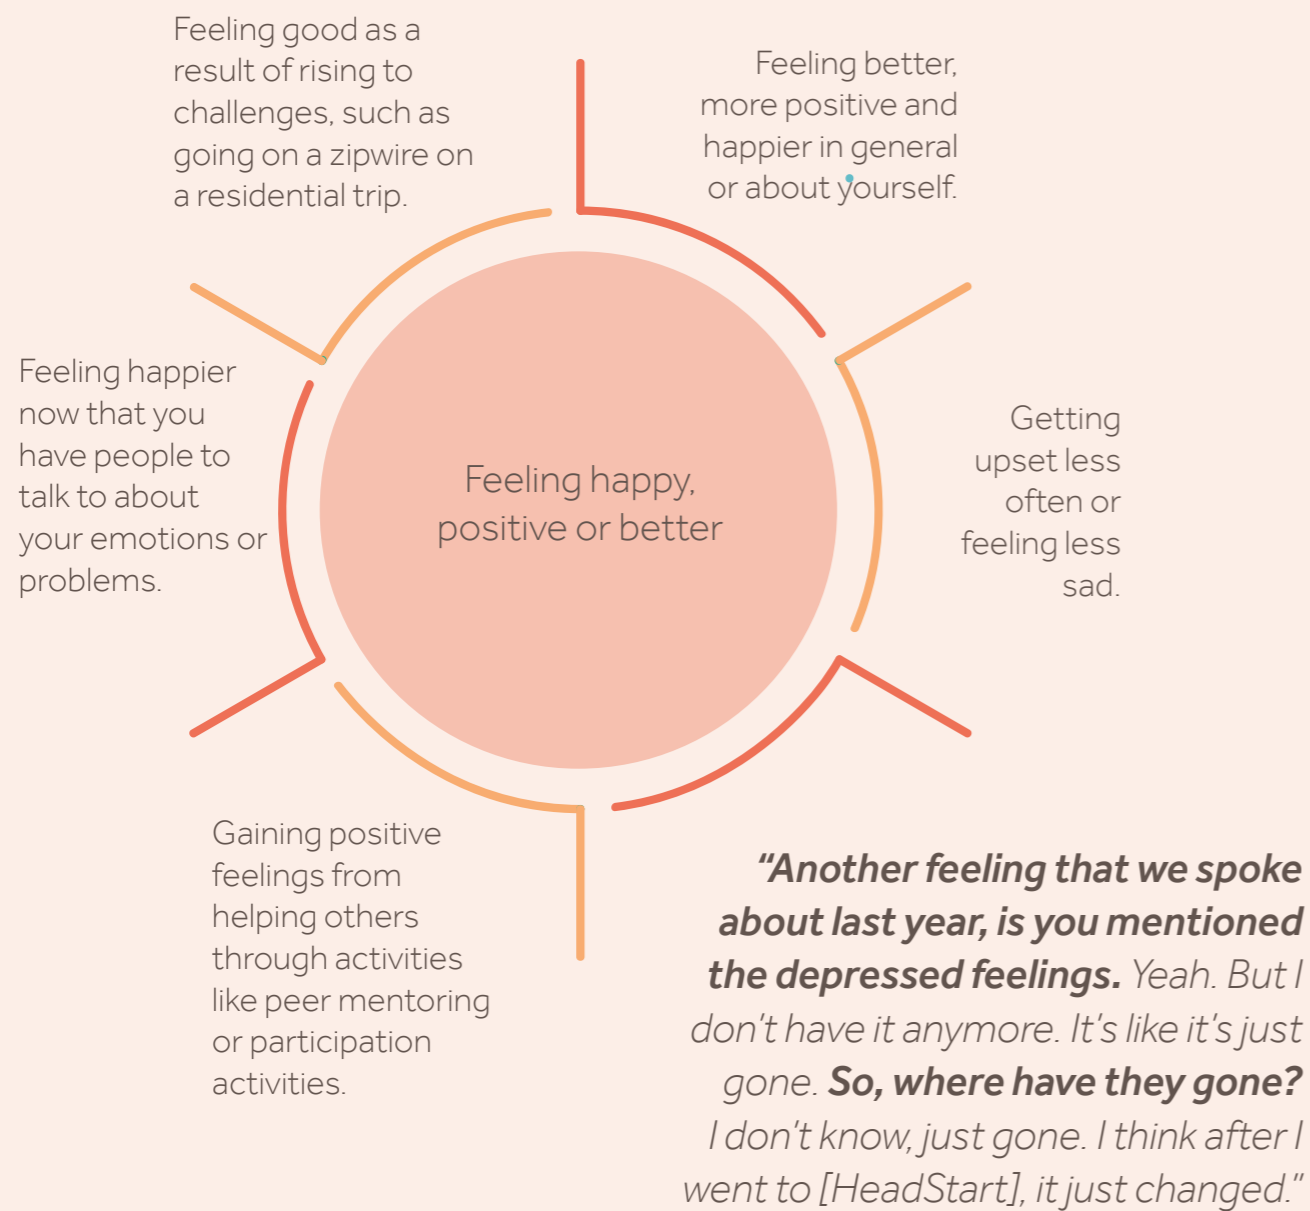 Feeling good as a
result of rising to
challenges, such as
going on a zipwire on
a residential trip.
Feeling better,
more positive and
happier in general
or about yourself.
Feeling happier
now that you
have people to
talk to about
your emotions or
problems.
Feeling happy,
positive or better
Getting
upset less
often or
feeling less
sad.
Gaining positive
feelings from
helping others
through activities
like peer mentoring
or participation
activities.
“Another feeling that we spoke
about last year, is you mentioned
the depressed feelings. Yeah. But I
don't have it anymore. It's like it's just
gone. So, where have they gone?
I don't know, just gone. I think after I
went to [HeadStart], it just changed.”